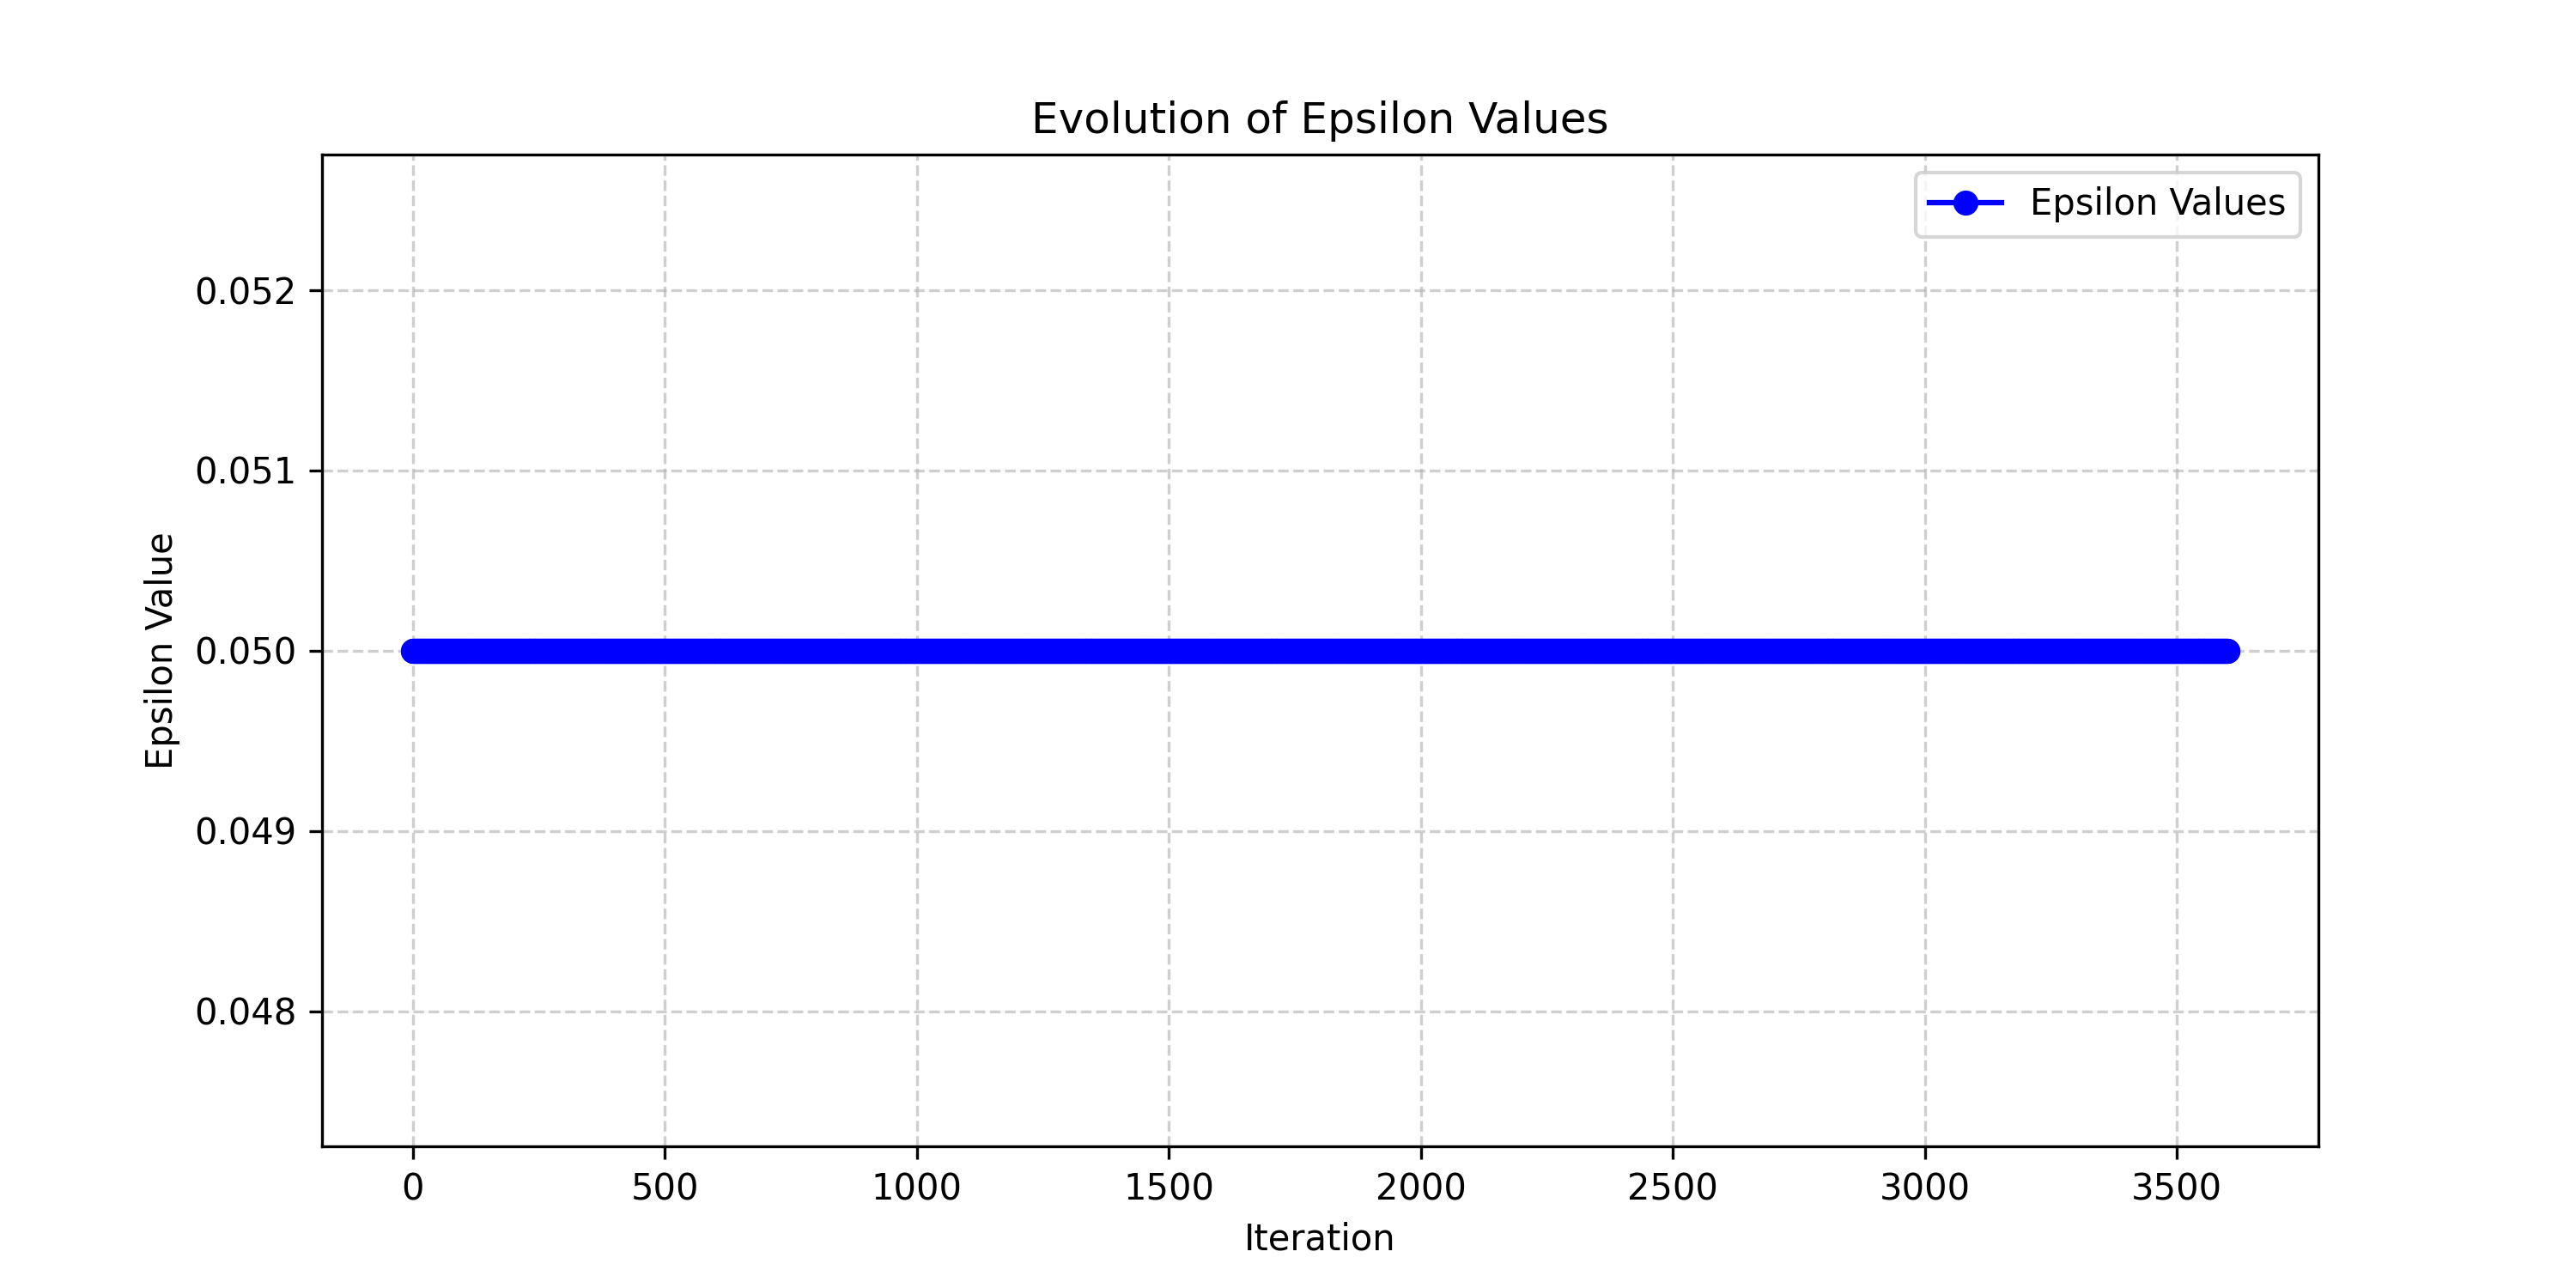 Evolution of Epsilon Values
Epsilon Values
0.052
0.051
0.050
0.049
0.048
Epsilon Value
0 500 1000 1500 2000 2500 3000 3500
Iteration